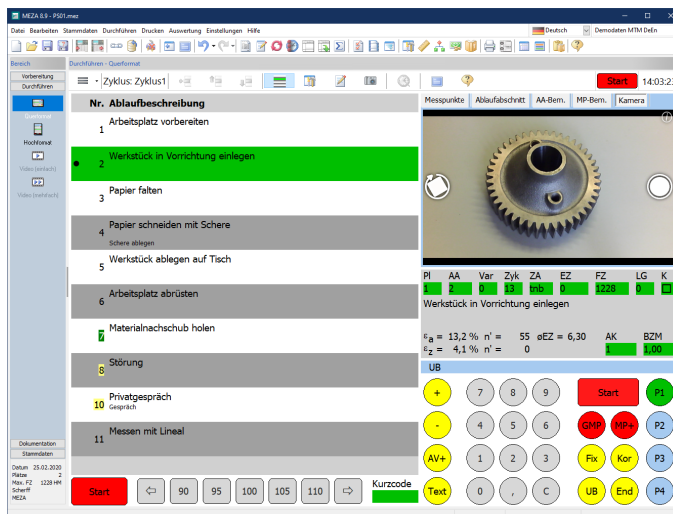 MEZA 0.9 - PS01.mez
Datei Bearbeiten Stammdaten Durchführen Drucken Auswertung Einstellungen Hilfe Deutsch Demodaten MTM DeEn
Bereich Durchführen - Querformat
Vorbereitung
Durchführen
Querformat
Hochformat
Video (einfach)
Video (mehrfach)
Dokumentation
Stammdaten
Datum 25.02.2020
Plätze 2
Max. FZ 1228 HM
Scherff
MEZA
Zyklus: Zyklus1 Start 14:03:23
Nr. Ablaufbeschreibung
1 Arbeitsplatz vorbereiten
2 Werkstück in Vorrichtung einlegen
3 Papier falten
4 Papier schneiden mit Schere
Schere ablegen
5 Werkstück ablegen auf Tisch
6 Arbeitsplatz abrüsten
7 Materialnachschub holen
8 Störung
10 Privatgespräch
Gespräch
11 Messen mit Lineal
Start 90 95 100 105 110 Kurzcode
Messpunkte Ablaufabschnitt AA-Bem. MP-Bem. Kamera
Pl AA Var Zyk ZA EZ FZ LG K
1 2 0 13 tnb 0 1228 0
Werkstück in Vorrichtung einlegen
εa = 13,2 % n' = 55 øEZ = 6,30 AK BZM
εz = 4,1 % n' = 0 1 1,00
UB
+ 7 8 9 Start P1
- 4 5 6 GMP MP+ P2
AV+ 1 2 3 Fix Kor P3
Text 0 , C UB End P4